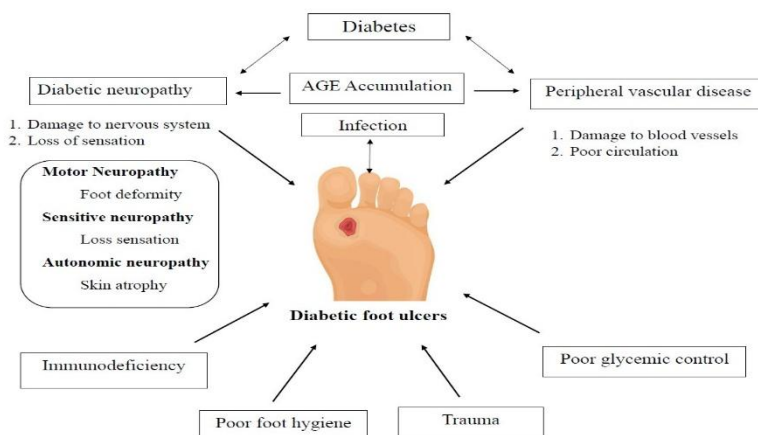 Diabetes
Diabetic neuropathy
AGE Accumulation
Peripheral vascular disease
1. Damage to nervous system
2. Loss of sensation
Infection
1. Damage to blood vessels
2. Poor circulation
Motor Neuropathy
Foot deformity
Sensitive neuropathy
Loss sensation
Autonomic neuropathy
Skin atrophy
Diabetic foot ulcers
Immunodeficiency
Poor glycemic control
Poor foot hygiene
Trauma